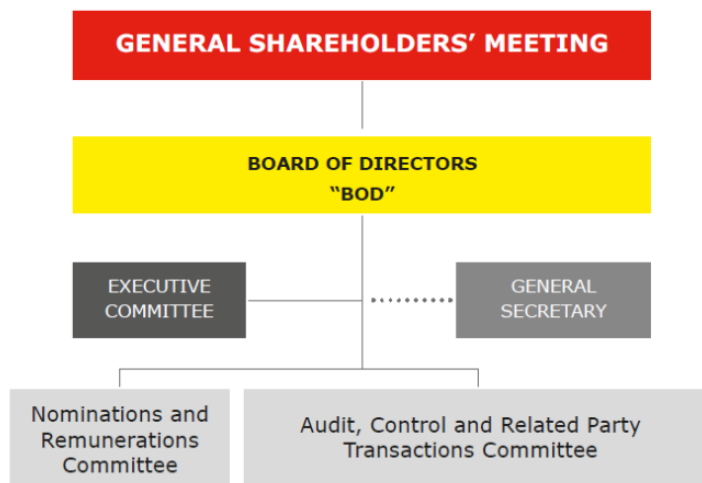 GENERAL SHAREHOLDERS’ MEETING
BOARD OF DIRECTORS
“BOD”
EXECUTIVE
COMMITTEE
GENERAL
SECRETARY
Nominations and
Remunerations
Committee
Audit, Control and Related Party
Transactions Committee